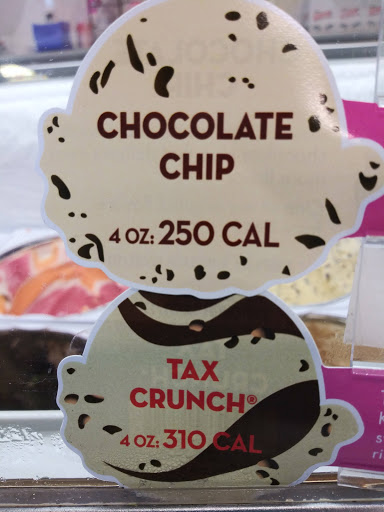 CHOCOLATE
CHIP
4 OZ: 250 CAL
TAX
CRUNCH®
4 OZ: 310 CAL